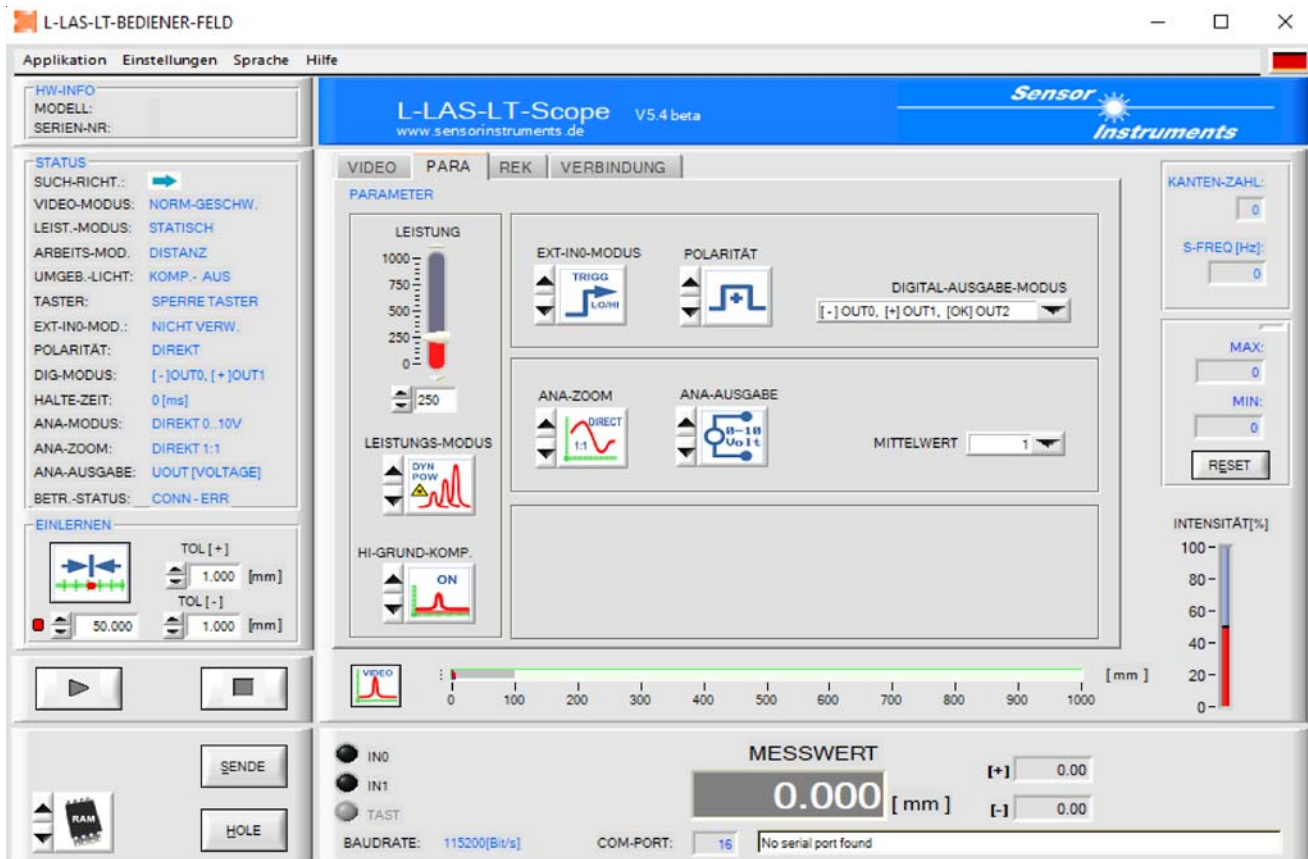 L-LAS-LT-BEDIENER-FELD
Applikation Einstellungen Sprache Hilfe
HW-INFO
MODELL:
SERIEN-NR:
L-LAS-LT-Scope V5.4 beta
www.sensorinstruments.de
Sensor
Instruments
STATUS
SUCH-RICHT.:
VIDEO-MODUS: NORM-GESCHW.
LEIST.-MODUS: STATISCH
ARBEITS-MOD. DISTANZ
UMGEB.-LICHT: KOMP.- AUS
TASTER: SPERRE TASTER
EXT-IN0-MOD.: NICHT VERW.
POLARITÄT: DIREKT
DIG-MODUS: [-]OUT0, [+]OUT1
HALTE-ZEIT: 0 [ms]
ANA-MODUS: DIREKT 0..10V
ANA-ZOOM: DIREKT 1:1
ANA-AUSGABE: UOUT [VOLTAGE]
BETR.-STATUS: CONN - ERR
EINLERNEN
TOL [+]
1.000 [mm]
TOL [-]
50.000 1.000 [mm]
VIDEO PARA REK VERBINDUNG
PARAMETER
LEISTUNG
1000
750
500
250
0
250
LEISTUNGS-MODUS
DYN
POW
HI-GRUND-KOMP.
ON
EXT-IN0-MODUS
TRIGG
LO/HI
POLARITÄT
DIGITAL-AUSGABE-MODUS
[-] OUT0, [+] OUT1, [OK] OUT2
ANA-ZOOM
DIRECT
1:1
ANA-AUSGABE
0-10
Volt
MITTELWERT 1
KANTEN-ZAHL:
0
S-FREQ [Hz]:
0
MAX:
0
MIN:
0
RESET
INTENSITÄT[%]
100
80
60
40
20
0
VIDEO
0 100 200 300 400 500 600 700 800 900 1000
[ mm ]
SENDE
RAM
HOLE
IN0
IN1
TAST
MESSWERT
0.000 [ mm ]
[+] 0.00
[-] 0.00
BAUDRATE: 115200[Bit/s] COM-PORT: 16 No serial port found